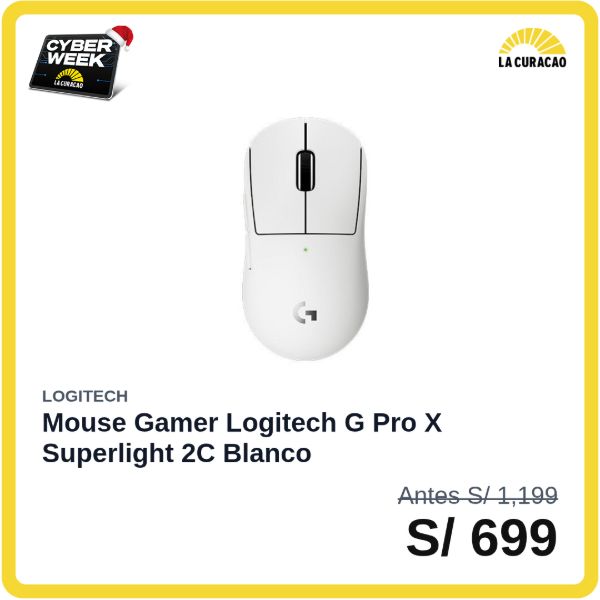 CYBER
WEEK
LA CURACAO
LA CURACAO
LOGITECH
Mouse Gamer Logitech G Pro X
Superlight 2C Blanco
Antes S/ 1,199
S/ 699